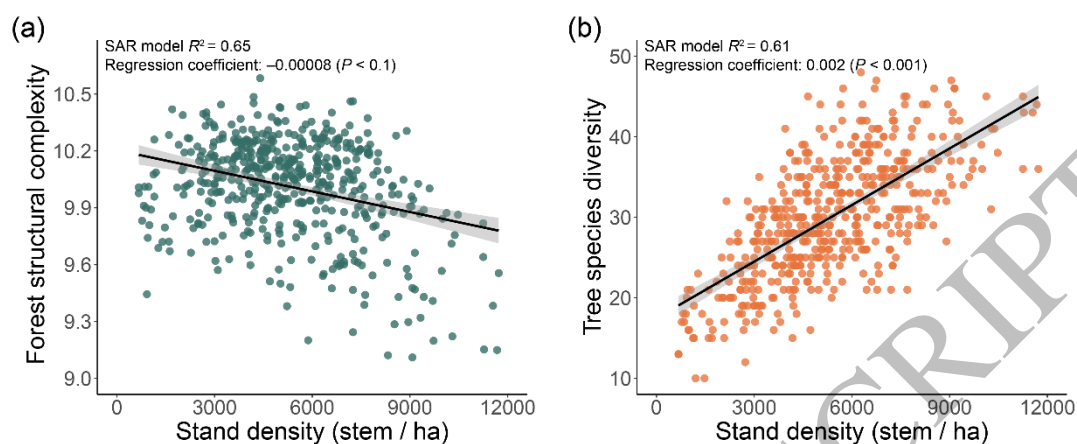 (a)
SAR model R² = 0.65
Regression coefficient: –0.00008 (P < 0.1)
Forest structural complexity
10.5
10.2
9.9
9.6
9.3
9.0
0 3000 6000 9000 12000
Stand density (stem / ha)
(b)
SAR model R² = 0.61
Regression coefficient: 0.002 (P < 0.001)
Tree species diversity
50
40
30
20
10
0 3000 6000 9000 12000
Stand density (stem / ha)
CRIPT